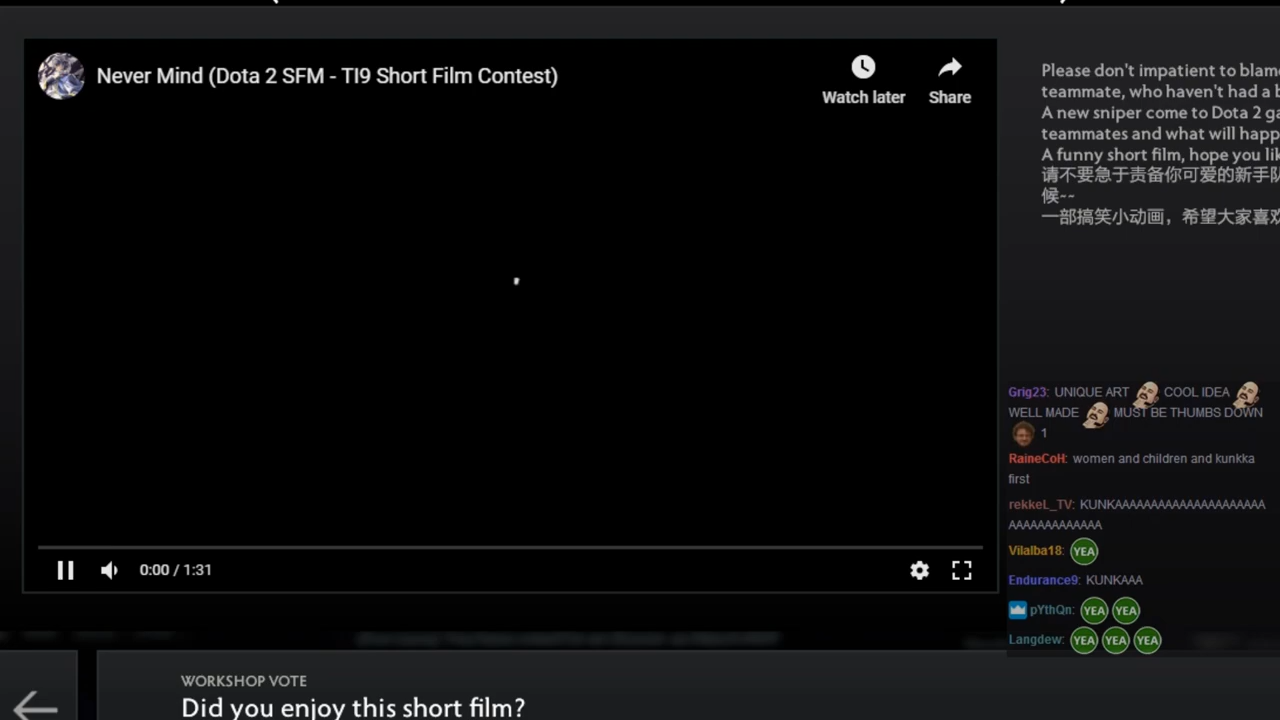 Never Mind (Dota 2 SFM - TI9 Short Film Contest)
Watch later
Share
Please don't impatient to blame
teammate, who haven't had a
A new sniper come to Dota 2
teammates and what will
A funny short film, hope you
请不要急于责备你可爱的新手
候~~
一部搞笑小动画，希望大家喜
Grig23: UNIQUE ART COOL IDEA
WELL MADE MUST BE THUMBS DOWN
1
RaineCoH: women and children and kunkka
first
rekkeL_TV: KUNKAAAAAAAAAAAAAAAAAAAAA
AAAAAAAAAAAAA
Vilalba18: YEA
Endurance9: KUNKAAA
pYthQn: YEA YEA
Langdew: YEA YEA YEA
0:00 / 1:31
WORKSHOP VOTE
Did you enjoy this short film?